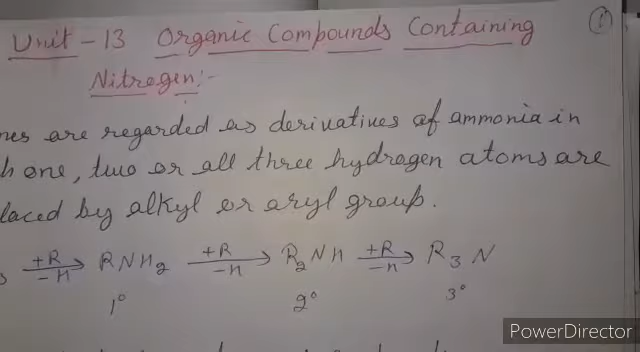 Unit - 13 Organic Compounds Containing
Nitrogen:-
nes are regarded as derivatives of ammonia in
h one, two or all three hydrogen atoms are
laced by alkyl or aryl group.
+R -H → RNH2 +R -H → R2NH +R -H → R3N
1° 2° 3°
PowerDirector